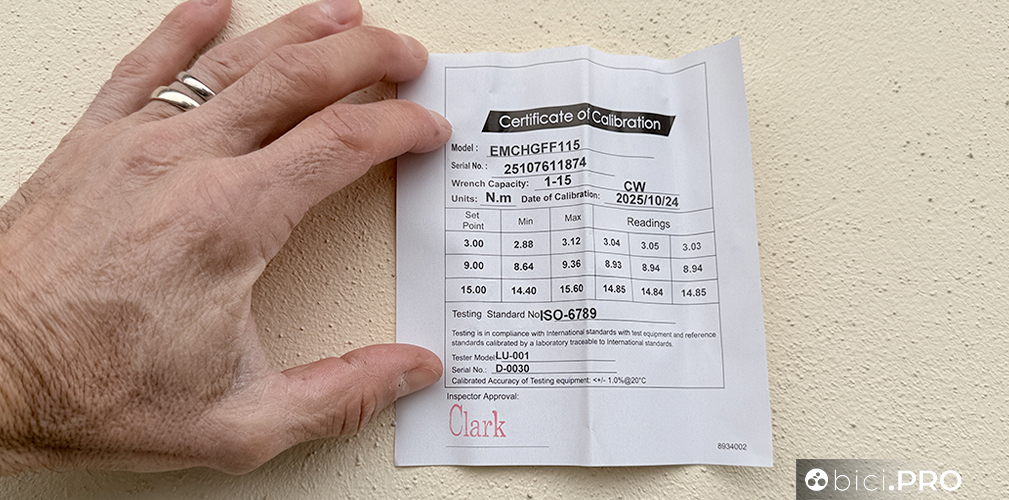 Certificate of Calibration
Model : EMCHGFF115
Serial No. : 25107611874
Wrench Capacity: 1-15 CW
Units: N.m Date of Calibration: 2025/10/24
Set Point Min Max Readings
3.00 2.88 3.12 3.04 3.05 3.03
9.00 8.64 9.36 8.93 8.94 8.94
15.00 14.40 15.60 14.85 14.84 14.85
Testing Standard No ISO-6789
Testing is in compliance with International standards with test equipment and reference
standards calibrated by a laboratory traceable to International standards.
Tester Model LU-001
Serial No.: D-0030
Calibrated Accuracy of Testing equipment: <+/- 1.0%@20°C
Inspector Approval:
Clark
8934002
bici.PRO